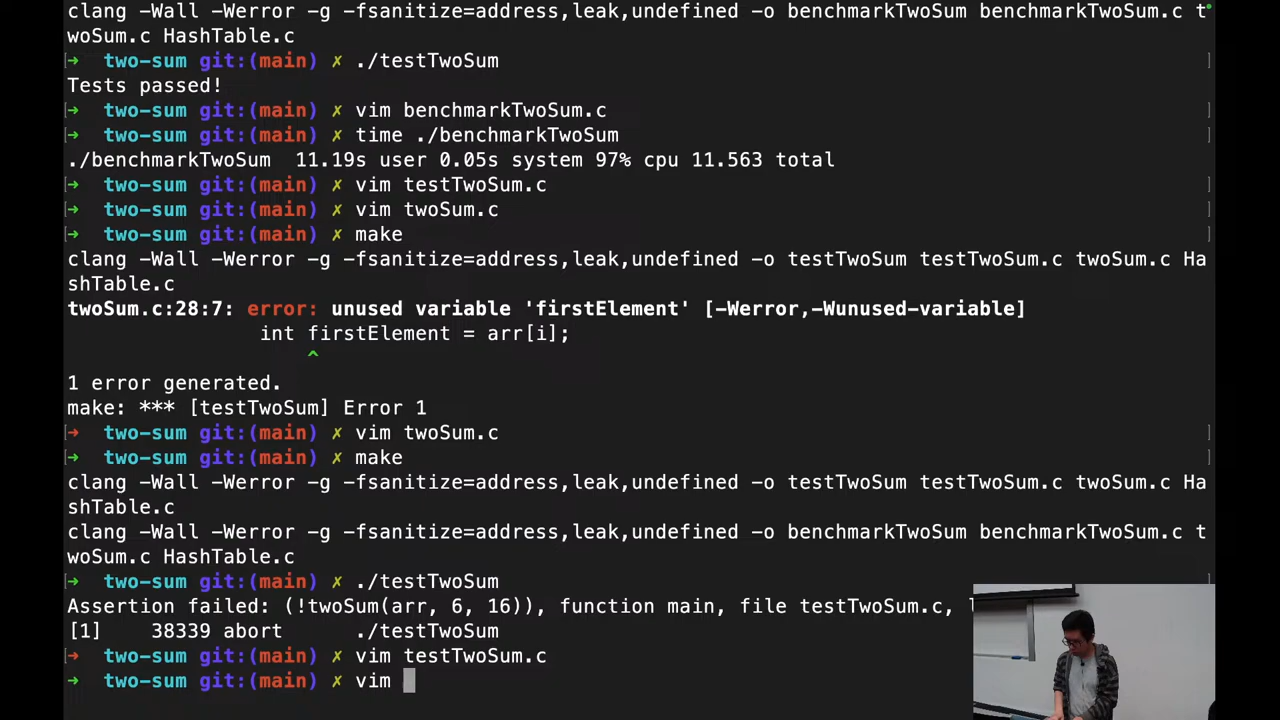 clang -Wall -Werror -g -fsanitize=address,leak,undefined -o benchmarkTwoSum benchmarkTwoSum.c t
woSum.c HashTable.c
[➜  two-sum git:(main) ✗ ./testTwoSum ]
Tests passed!
[➜  two-sum git:(main) ✗ vim benchmarkTwoSum.c ]
[➜  two-sum git:(main) ✗ time ./benchmarkTwoSum ]
./benchmarkTwoSum  11.19s user 0.05s system 97% cpu 11.563 total
[➜  two-sum git:(main) ✗ vim testTwoSum.c ]
[➜  two-sum git:(main) ✗ vim twoSum.c ]
[➜  two-sum git:(main) ✗ make ]
clang -Wall -Werror -g -fsanitize=address,leak,undefined -o testTwoSum testTwoSum.c twoSum.c Ha
shTable.c
twoSum.c:28:7: error: unused variable 'firstElement' [-Werror,-Wunused-variable]
int firstElement = arr[i];
^
1 error generated.
make: *** [testTwoSum] Error 1
[➜  two-sum git:(main) ✗ vim twoSum.c ]
[➜  two-sum git:(main) ✗ make ]
clang -Wall -Werror -g -fsanitize=address,leak,undefined -o testTwoSum testTwoSum.c twoSum.c Ha
shTable.c
clang -Wall -Werror -g -fsanitize=address,leak,undefined -o benchmarkTwoSum benchmarkTwoSum.c t
woSum.c HashTable.c
[➜  two-sum git:(main) ✗ ./testTwoSum ]
Assertion failed: (!twoSum(arr, 6, 16)), function main, file testTwoSum.c,
[1]    38339 abort      ./testTwoSum
[➜  two-sum git:(main) ✗ vim testTwoSum.c
➜  two-sum git:(main) ✗ vim